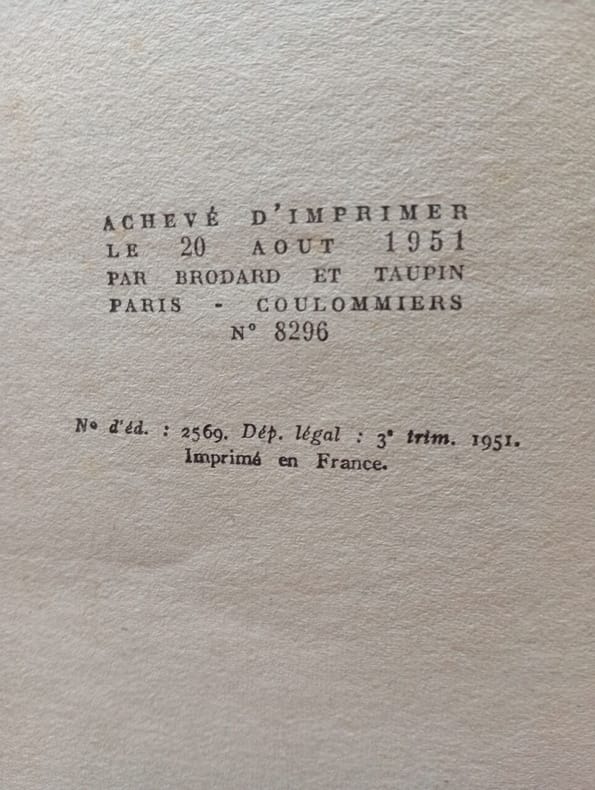 ACHEVÉ D'IMPRIMER
LE 20 AOUT 1951
PAR BRODARD ET TAUPIN
PARIS - COULOMMIERS
N° 8296
N° d'éd. : 2569. Dép. légal : 3e trim. 1951.
Imprimé en France.